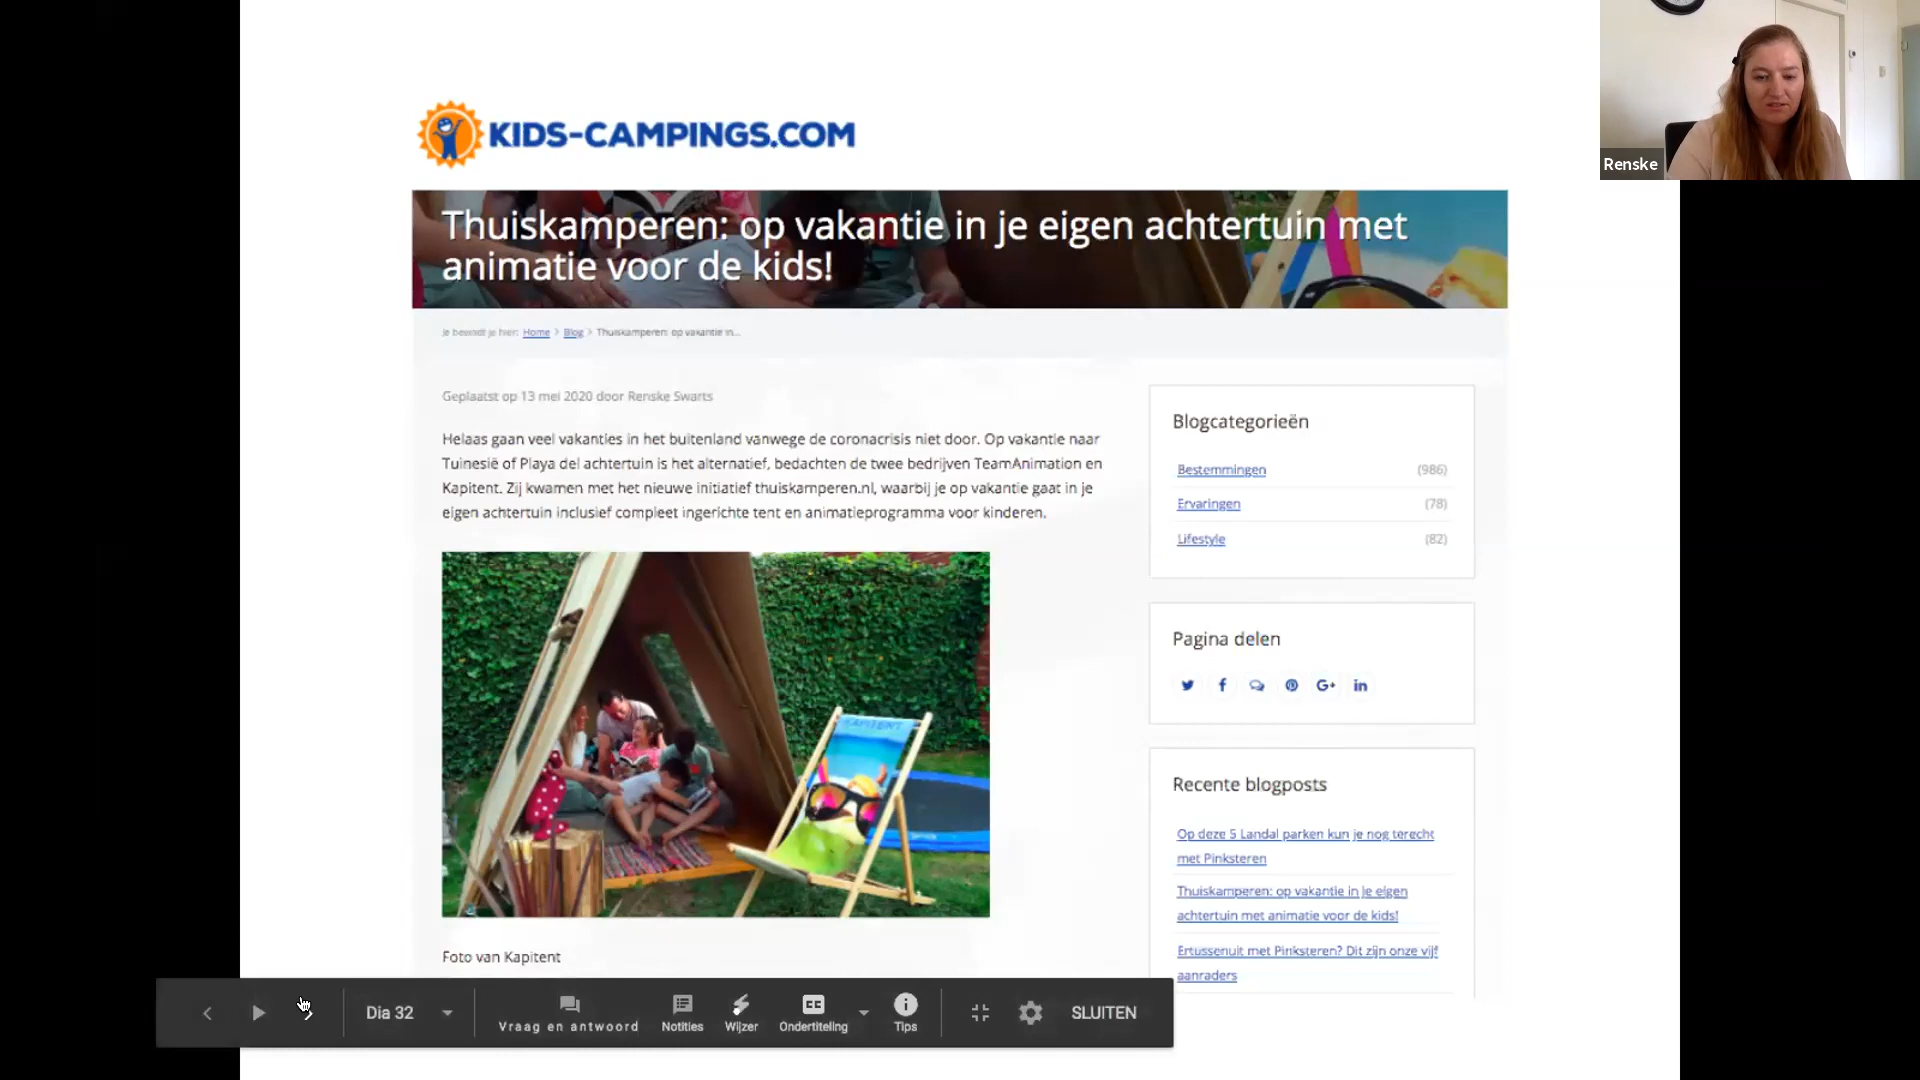 KIDS-CAMPINGS.COM
Renske
Thuiskamperen: op vakantie in je eigen achtertuin met
animatie voor de kids!
Je bevindt je hier: Home > Blog > Thuiskamperen: op vakantie in...
Geplaatst op 13 mei 2020 door Renske Swarts
Helaas gaan veel vakanties in het buitenland vanwege de coronacrisis niet door. Op vakantie naar
Tuinesië of Playa del achtertuin is het alternatief, bedachten de twee bedrijven TeamAnimation en
Kapitent. Zij kwamen met het nieuwe initiatief thuiskamperen.nl, waarbij je op vakantie gaat in je
eigen achtertuin inclusief compleet ingerichte tent en animatieprogramma voor kinderen.
KAPITENT
Foto van Kapitent
Blogcategorieën
Bestemmingen (986)
Ervaringen (78)
Lifestyle (82)
Pagina delen
Recente blogposts
Op deze 5 Landal parken kun je nog terecht
met Pinksteren
Thuiskamperen: op vakantie in je eigen
achtertuin met animatie voor de kids!
Ertussenuit met Pinksteren? Dit zijn onze vijf
aanraders
Dia 32
Vraag en antwoord
Notities
Wijzer
Ondertiteling
Tips
SLUITEN